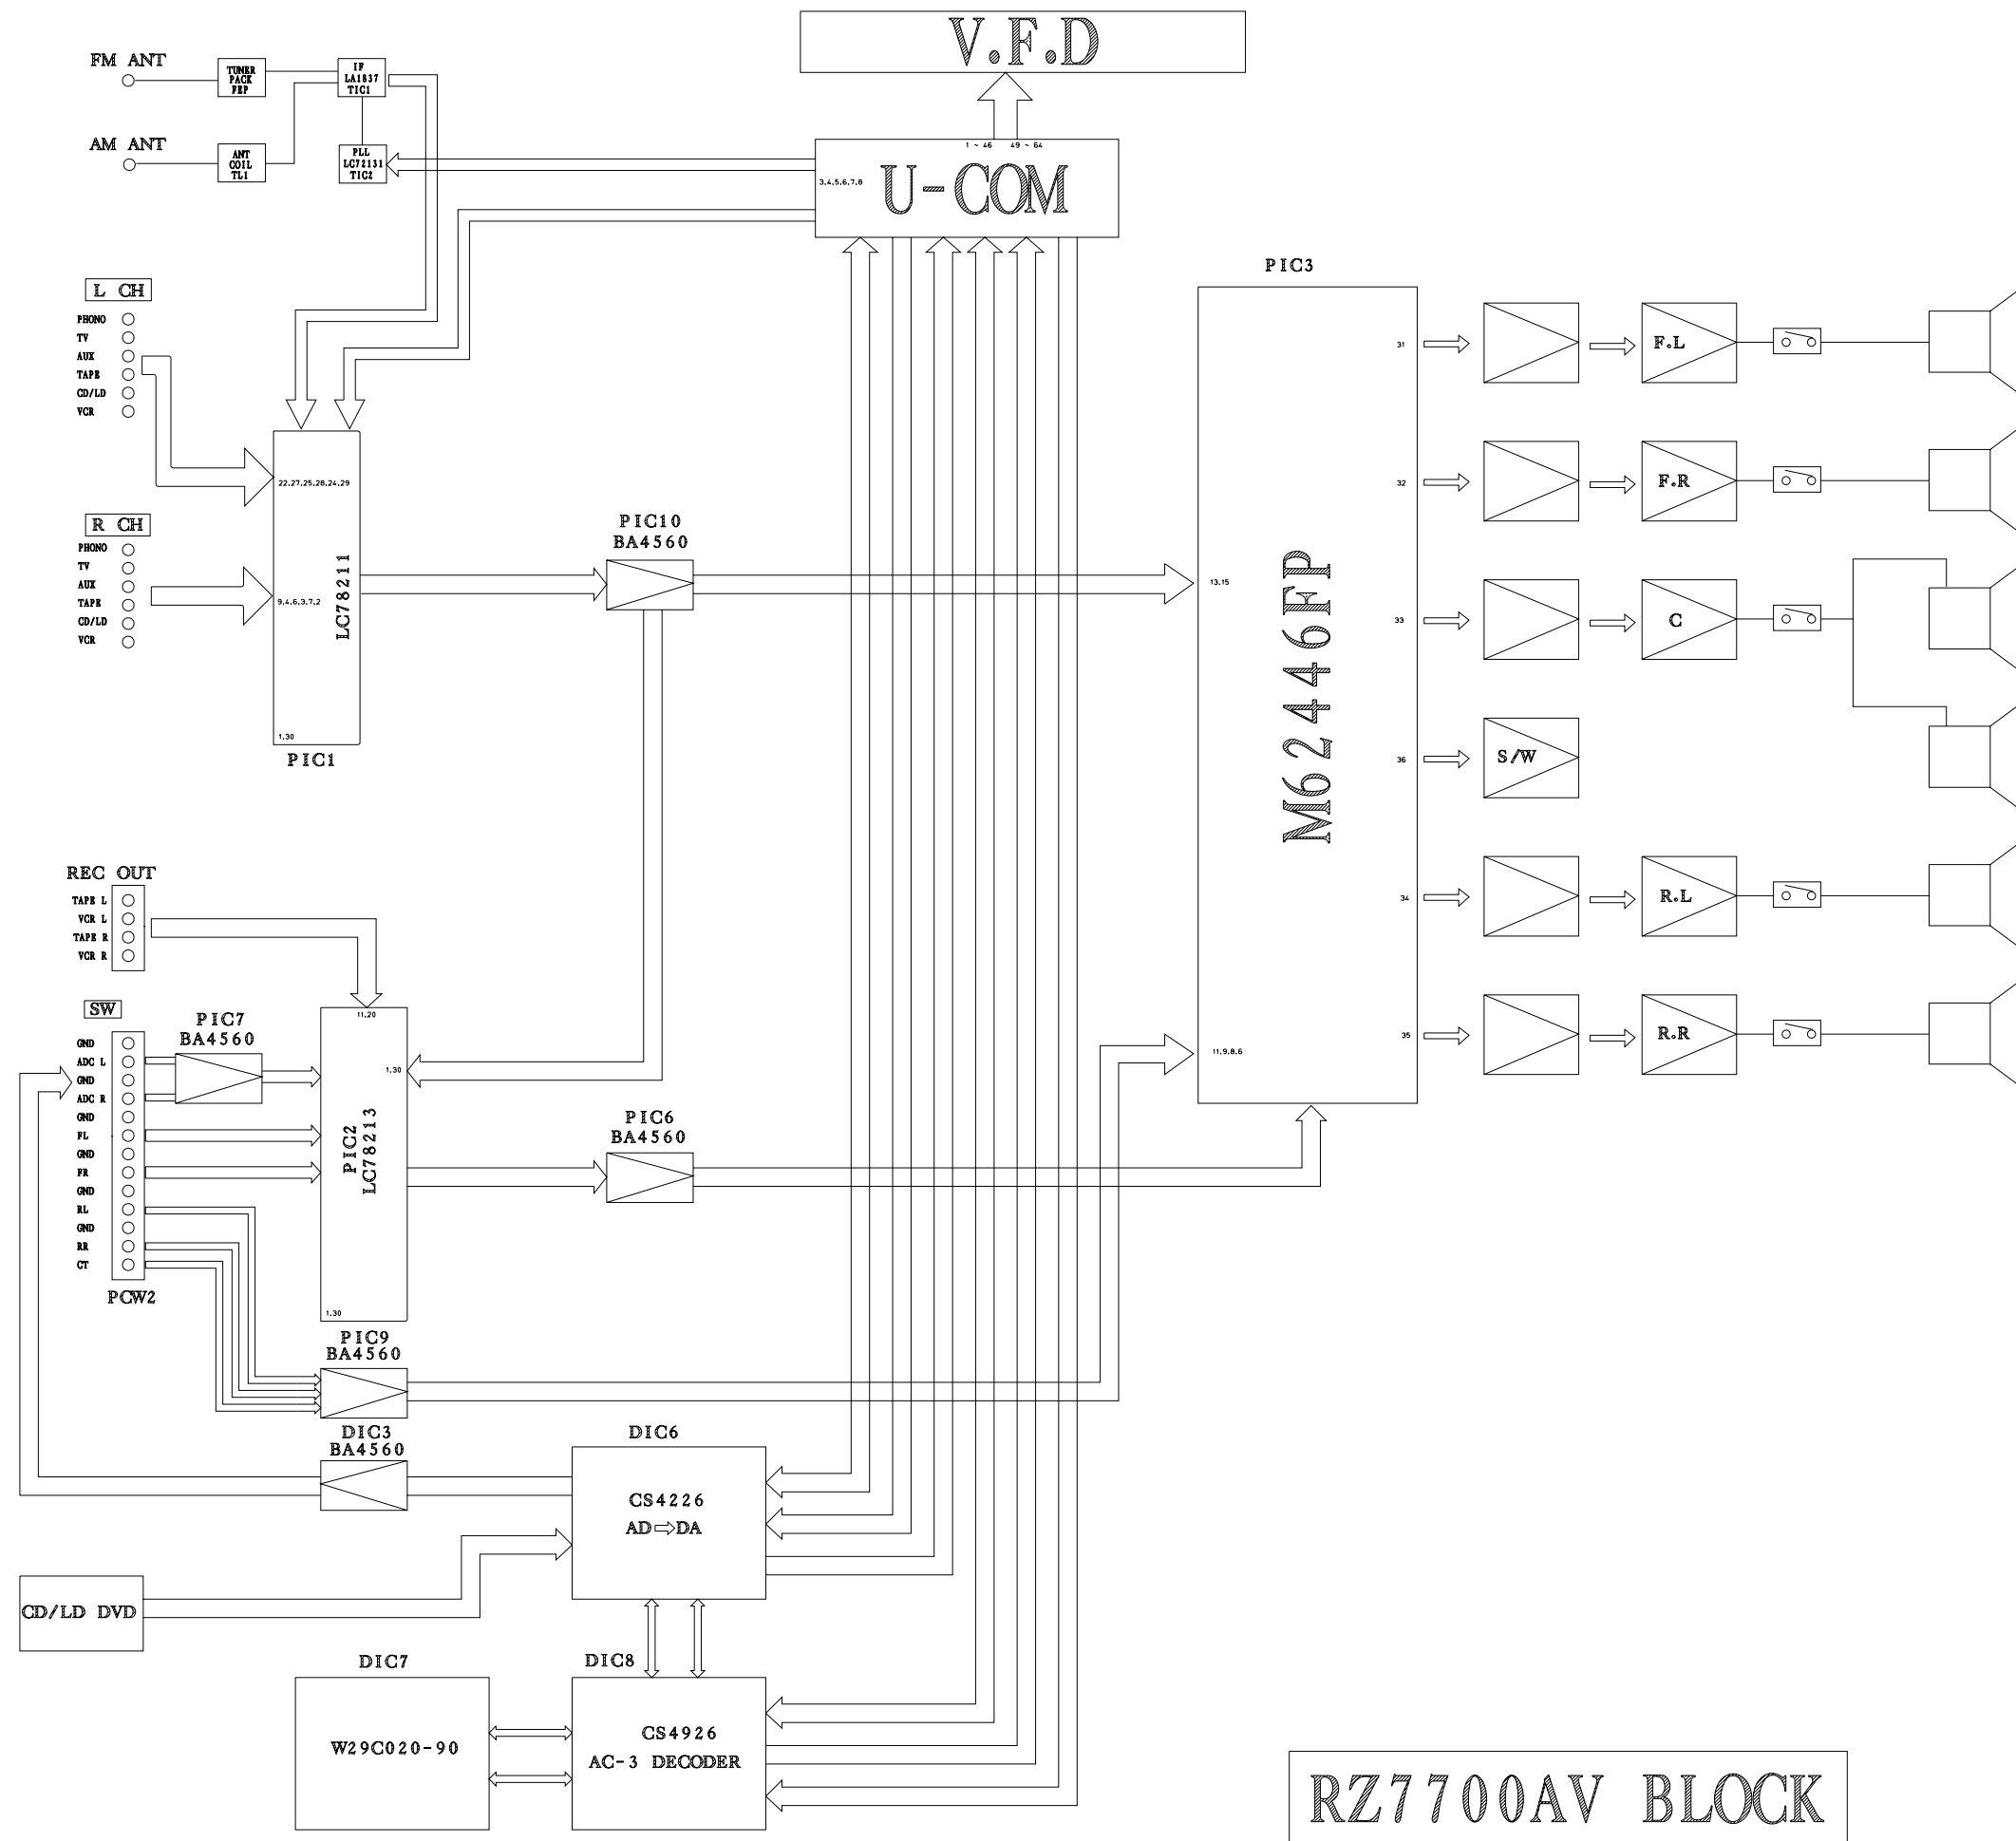 V.F.D
FM ANT
TUNER
PACK
FEP
IF
LA1837
TIC1
AM ANT
ANT
COIL
TL1
PLL
LC72131
TIC2
1 ~ 46 49 ~ 64
3,4,5,6,7,8
U-COM
L CH
PHONO
TV
AUX
TAPE
CD/LD
VCR
R CH
PHONO
TV
AUX
TAPE
CD/LD
VCR
22.27.25.28.24.29
9.4.6.3.7.2
LC78211
1.30
PIC1
PIC10
BA4560
PIC3
13.15
M62446FP
11.9.8.6
31
32
33
36
34
35
F.L
F.R
C
S/W
R.L
R.R
REC OUT
TAPE L
VCR L
TAPE R
VCR R
SW
GND
ADC L
GND
ADC R
GND
FL
GND
FR
GND
RL
GND
RR
CT
PCW2
PIC7
BA4560
11.20
1.30
PIC2
LC78213
1.30
PIC6
BA4560
PIC9
BA4560
DIC3
BA4560
DIC6
CS4226
AD⇨DA
CD/LD DVD
DIC7
W29C020-90
DIC8
CS4926
AC-3 DECODER
RZ7700AV BLOCK